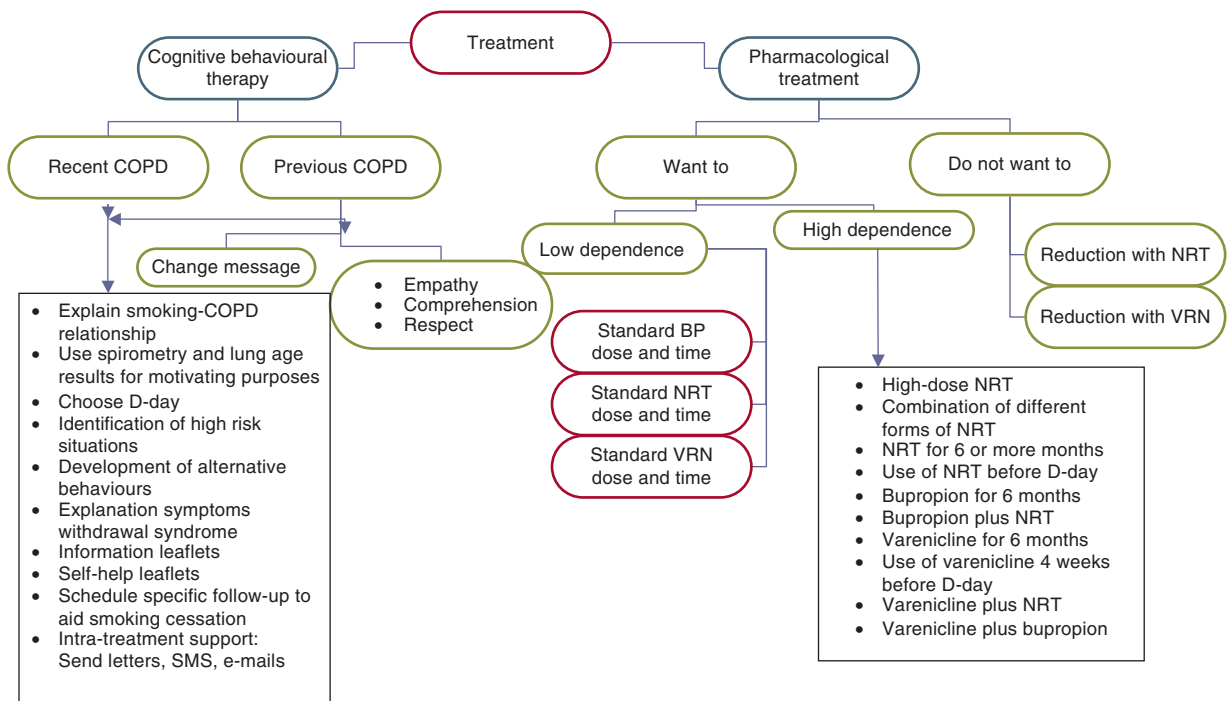 Treatment
Cognitive behavioural
therapy
Pharmacological
treatment
Recent COPD
Previous COPD
Want to
Do not want to
Change message
• Empathy
• Comprehension
• Respect
Low dependence
High dependence
Reduction with NRT
Reduction with VRN
• Explain smoking-COPD
relationship
• Use spirometry and lung age
results for motivating purposes
• Choose D-day
• Identification of high risk
situations
• Development of alternative
behaviours
• Explanation symptoms
withdrawal syndrome
• Information leaflets
• Self-help leaflets
• Schedule specific follow-up to
aid smoking cessation
• Intra-treatment support:
Send letters, SMS, e-mails
Standard BP
dose and time
Standard NRT
dose and time
Standard VRN
dose and time
• High-dose NRT
• Combination of different
forms of NRT
• NRT for 6 or more months
• Use of NRT before D-day
• Bupropion for 6 months
• Bupropion plus NRT
• Varenicline for 6 months
• Use of varenicline 4 weeks
before D-day
• Varenicline plus NRT
• Varenicline plus bupropion